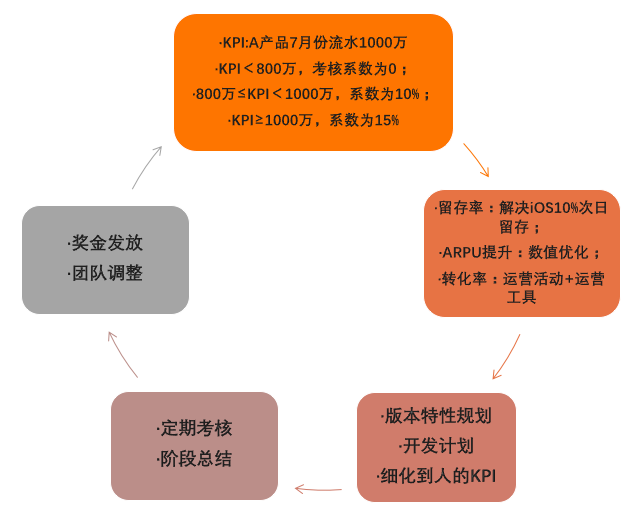 ·KPI:A产品7月份流水1000万
·KPI＜800万，考核系数为0；
·800万≤KPI＜1000万，系数为10%；
·KPI≥1000万，系数为15%
·留存率：解决iOS10%次日
留存；
·ARPU提升：数值优化；
·转化率：运营活动+运营
工具
·版本特性规划
·开发计划
·细化到人的KPI
·定期考核
·阶段总结
·奖金发放
·团队调整